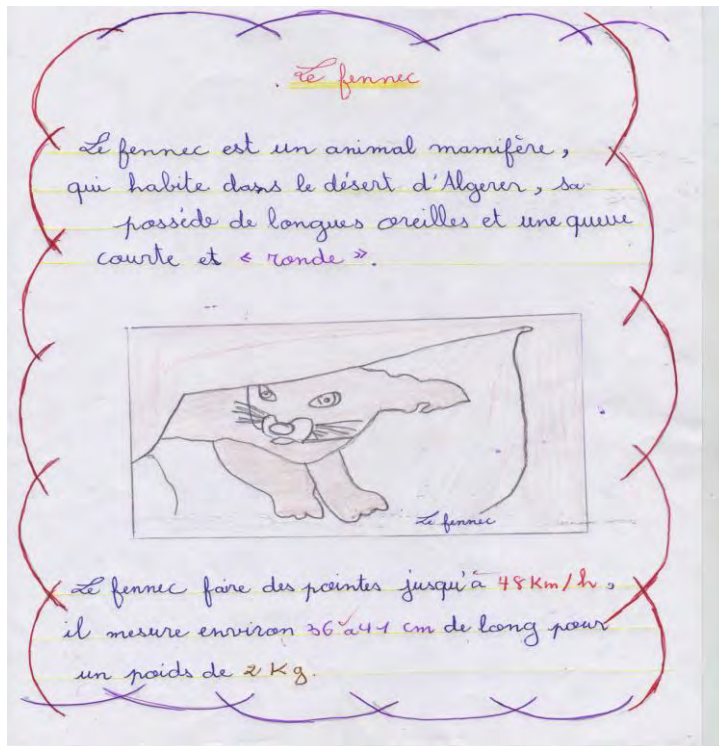 Le fennec
Le fennec est un animal mamifère,
qui habite dans le désert d'Algerer, sa
possède de longues oreilles et une queue
courte et « ronde ».
Le fennec
Le fennec faire des pointes jusqu'à 48 Km/h,
il mesure environ 36 à 41 cm de long pour
un poids de 2 Kg.